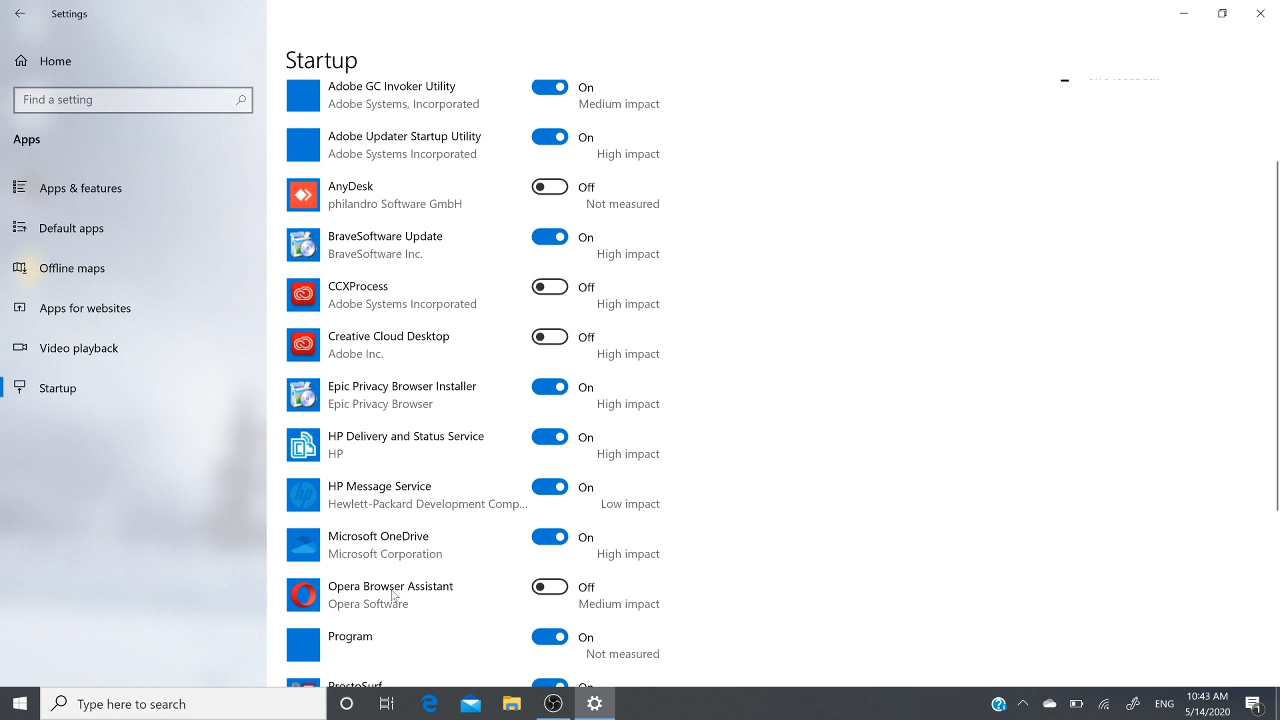 Settings
Home
Find a setting
Apps
Apps & features
Default apps
Offline maps
Apps for websites
Video playback
Startup
Startup
Adobe GC Invoker Utility
Adobe Systems, Incorporated
On
Medium impact
Adobe Updater Startup Utility
Adobe Systems Incorporated
On
High impact
AnyDesk
philandro Software GmbH
Off
Not measured
BraveSoftware Update
BraveSoftware Inc.
On
High impact
CCXProcess
Adobe Systems Incorporated
Off
High impact
Creative Cloud Desktop
Adobe Inc.
Off
High impact
Epic Privacy Browser Installer
Epic Privacy Browser
On
High impact
HP Delivery and Status Service
HP
On
High impact
HP Message Service
Hewlett-Packard Development Comp...
On
Low impact
Microsoft OneDrive
Microsoft Corporation
On
High impact
Opera Browser Assistant
Opera Software
Off
Medium impact
Program
On
Not measured
PrestoSurf
On
Type here to search
ENG
10:43 AM
5/14/2020
1